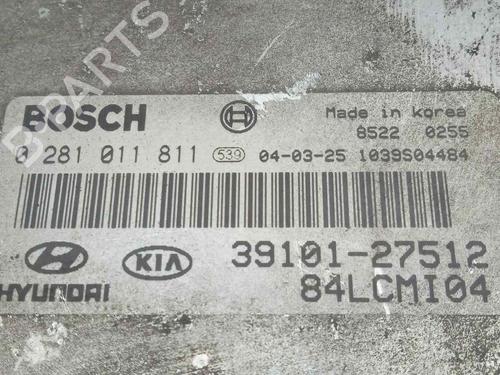 B-PARTS
BOSCH
Made in Korea
8522 0255
0 281 011 811 539 04-03-25 1039S04484
HYUNDAI
KIA
39101-27512
84LCMI04